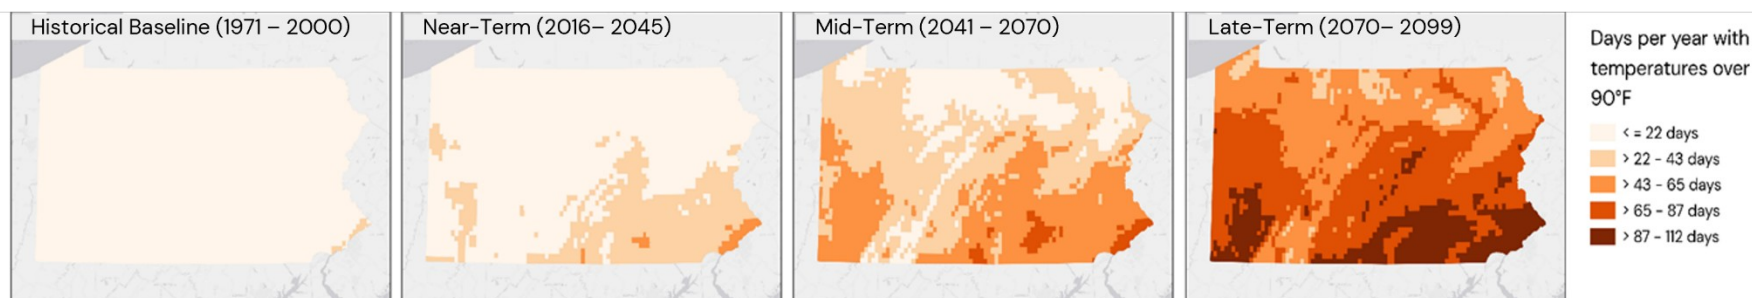 Historical Baseline (1971 – 2000)
Near-Term (2016– 2045)
Mid-Term (2041 – 2070)
Late-Term (2070– 2099)
Days per year with
temperatures over
90°F
< = 22 days
> 22 - 43 days
> 43 - 65 days
> 65 - 87 days
> 87 - 112 days